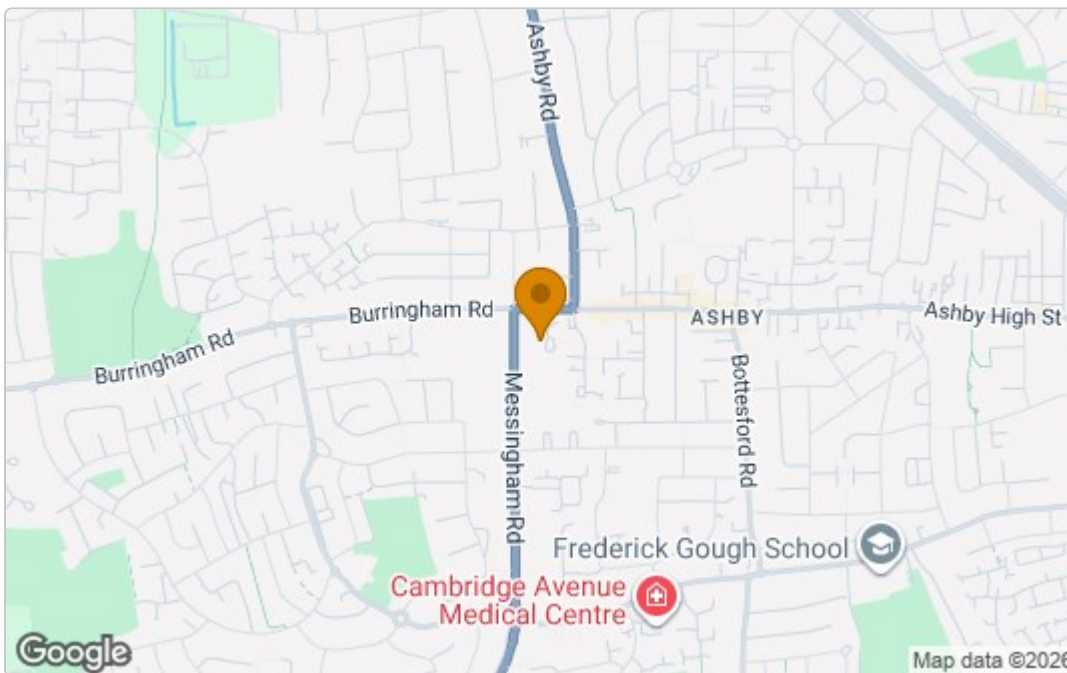 Ashby Rd
Burringham Rd
Burringham Rd
ASHBY
Ashby High St
Messingham Rd
Bottesford Rd
Frederick Gough School
Cambridge Avenue
Medical Centre
Google
Map data ©2026